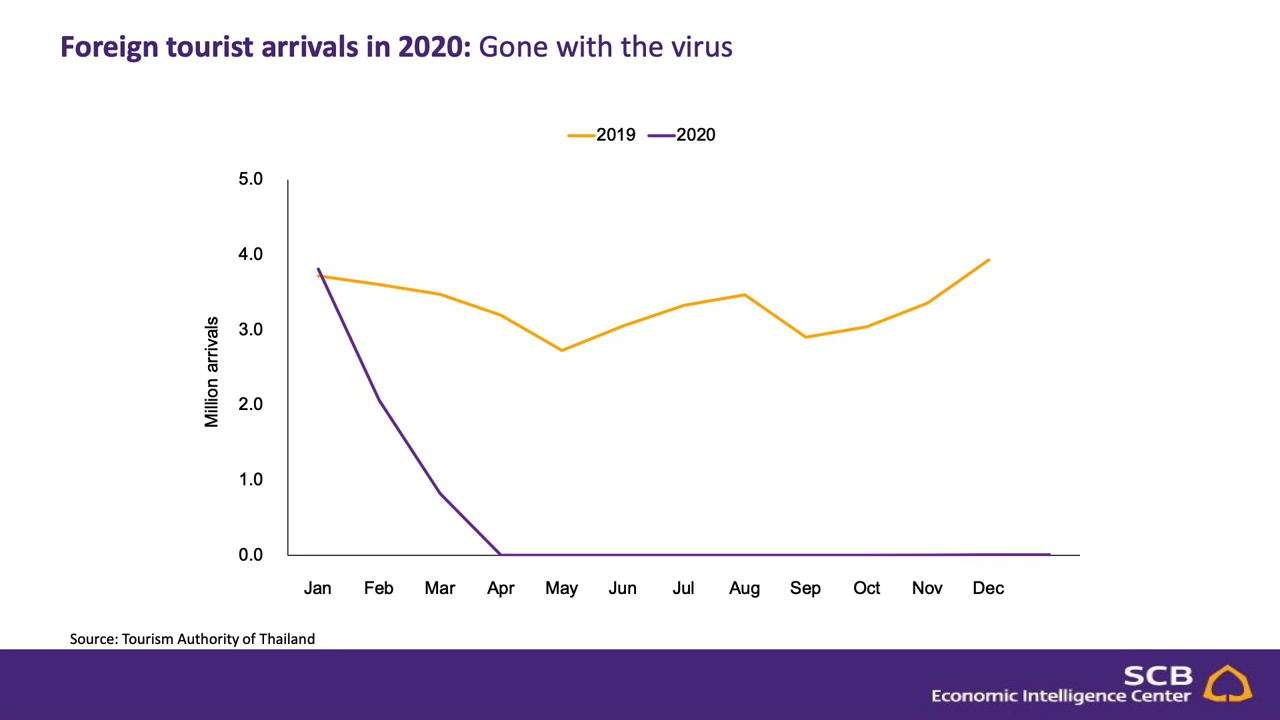 Foreign tourist arrivals in 2020: Gone with the virus
2019 2020
5.0
4.0
3.0
2.0
1.0
0.0
Million arrivals
Jan Feb Mar Apr May Jun Jul Aug Sep Oct Nov Dec
Source: Tourism Authority of Thailand
SCB
Economic Intelligence Center